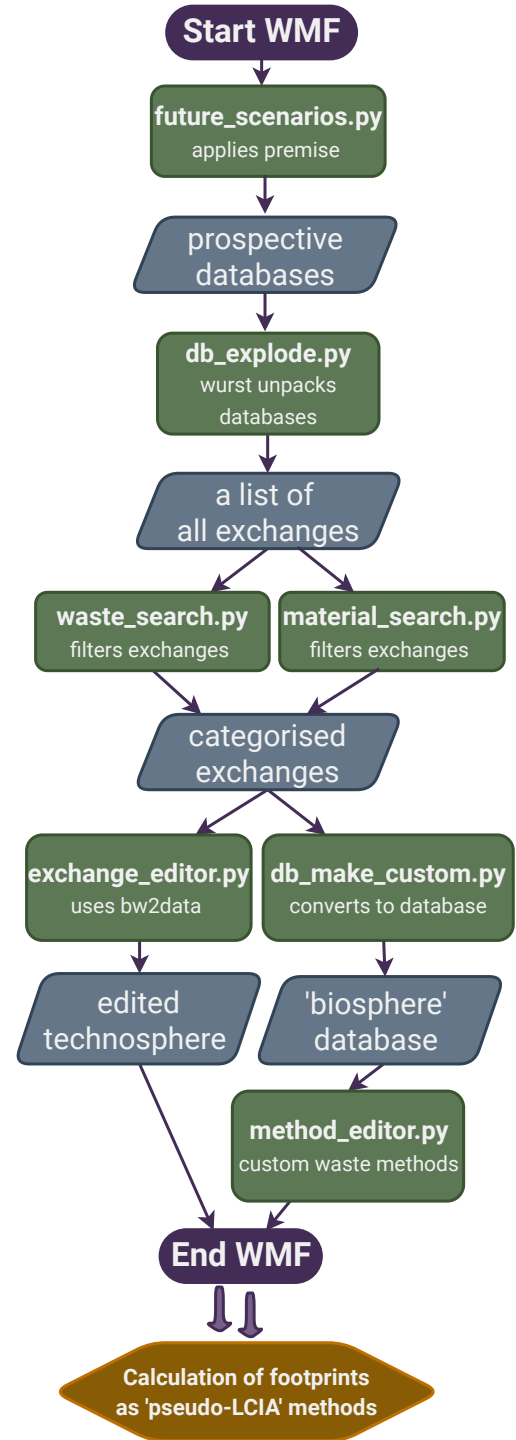 Start WMF
future_scenarios.py
applies premise
prospective
databases
db_explode.py
wurst unpacks
databases
a list of
all exchanges
waste_search.py
filters exchanges
material_search.py
filters exchanges
categorised
exchanges
exchange_editor.py
uses bw2data
db_make_custom.py
converts to database
edited
technosphere
'biosphere'
database
method_editor.py
custom waste methods
End WMF
Calculation of footprints
as 'pseudo-LCIA' methods